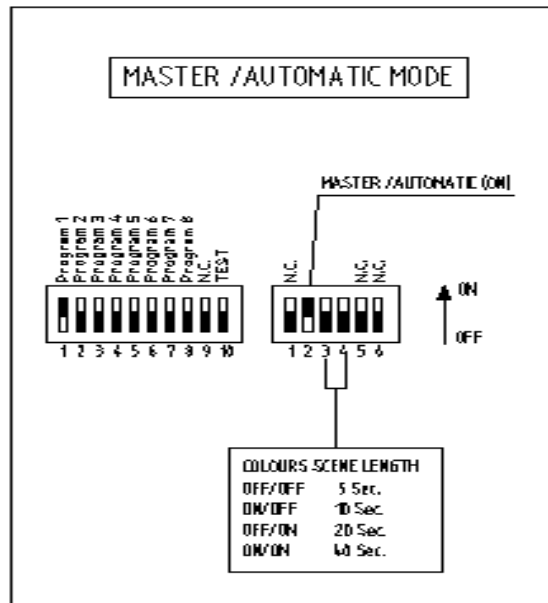 MASTER /AUTOMATIC MODE
MASTER /AUTOMATIC (ON)
Program 1
Program 2
Program 3
Program 4
Program 5
Program 6
Program 7
Program 8
N.C.
TEST
N.C.
N.C.
N.C.
ON
OFF
1 2 3 4 5 6 7 8 9 10
1 2 3 4 5 6
COLOURS SCENE LENGTH
OFF/OFF 5 Sec.
ON/OFF 10 Sec.
OFF/ON 20 Sec.
ON/ON 40 Sec.